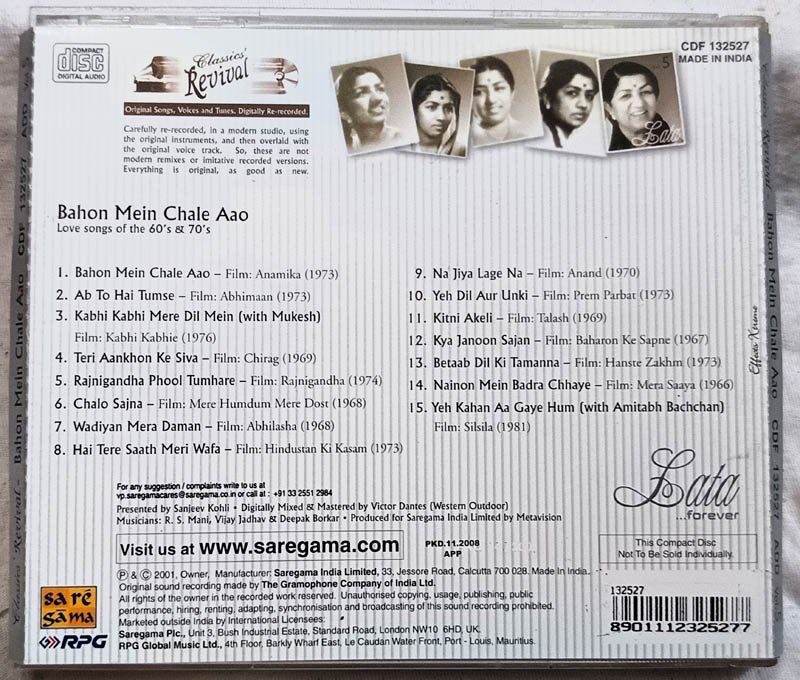 COMPACT
disc
DIGITAL AUDIO
Classics'
Revival
Original Songs, Voices and Tunes, Digitally Re-recorded.
Carefully re-recorded, in a modern studio, using
the original instruments, and then overlaid with
the original voice track. So, these are not
modern remixes or imitative recorded versions.
Everything is original, as good as new.
5
Lata
CDF 132527
MADE IN INDIA
Bahon Mein Chale Aao
Love songs of the 60's & 70's
1. Bahon Mein Chale Aao – Film: Anamika (1973)
2. Ab To Hai Tumse – Film: Abhimaan (1973)
3. Kabhi Kabhi Mere Dil Mein (with Mukesh)
Film: Kabhi Kabhie (1976)
4. Teri Aankhon Ke Siva – Film: Chirag (1969)
5. Rajnigandha Phool Tumhare – Film: Rajnigandha (1974)
6. Chalo Sajna – Film: Mere Humdum Mere Dost (1968)
7. Wadiyan Mera Daman – Film: Abhilasha (1968)
8. Hai Tere Saath Meri Wafa – Film: Hindustan Ki Kasam (1973)
9. Na Jiya Lage Na – Film: Anand (1970)
10. Yeh Dil Aur Unki – Film: Prem Parbat (1973)
11. Kitni Akeli – Film: Talash (1969)
12. Kya Janoon Sajan – Film: Baharon Ke Sapne (1967)
13. Betaab Dil Ki Tamanna – Film: Hanste Zakhm (1973)
14. Nainon Mein Badra Chhaye – Film: Mera Saaya (1966)
15. Yeh Kahan Aa Gaye Hum (with Amitabh Bachchan)
Film: Silsila (1981)
For any suggestion / complaints write to us at
vp.saregamacares@saregama.co.in or call at : +91 33 2551 2984
Presented by Sanjeev Kohli • Digitally Mixed & Mastered by Victor Dantes (Western Outdoor)
Musicians: R. S. Mani, Vijay Jadhav & Deepak Borkar • Produced for Saregama India Limited by Metavision
Visit us at www.saregama.com
PKD.11.2008
APP
Lata
...forever
This Compact Disc
Not To Be Sold Individually.
sa rē
gāma
RPG
℗ & © 2001, Owner, Manufacturer: Saregama India Limited, 33, Jessore Road, Calcutta 700 028. Made In India.
Original sound recording made by The Gramophone Company of India Ltd.
All rights of the owner in the recorded work reserved. Unauthorised copying, usage, publishing, public
performance, hiring, renting, adapting, synchronisation and broadcasting of this sound recording prohibited.
Marketed outside India by International Licensees:
Saregama Plc., Unit 3, Bush Industrial Estate, Standard Road, London NW10 6HD, UK.
RPG Global Music Ltd., 4th Floor, Barkly Wharf East, Le Caudan Water Front, Port - Louis, Mauritius.
132527
8901112325277
Classics' Revival – Bahon Mein Chale Aao CDF 132527 ADD Vol. 5
Revival – Bahon Mein Chale Aao CDF 132527 ADD Vol. 5